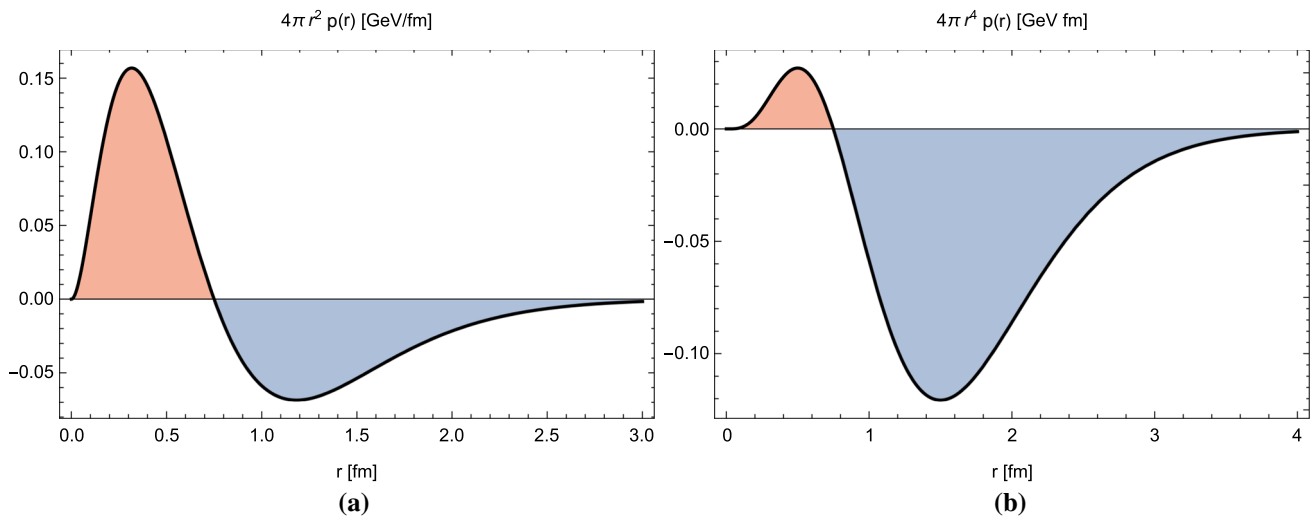 4π r² p(r) [GeV/fm]
0.15
0.10
0.05
0.00
−0.05
0.0 0.5 1.0 1.5 2.0 2.5 3.0
r [fm]
(a)
4π r⁴ p(r) [GeV fm]
0.00
−0.05
−0.10
0 1 2 3 4
r [fm]
(b)